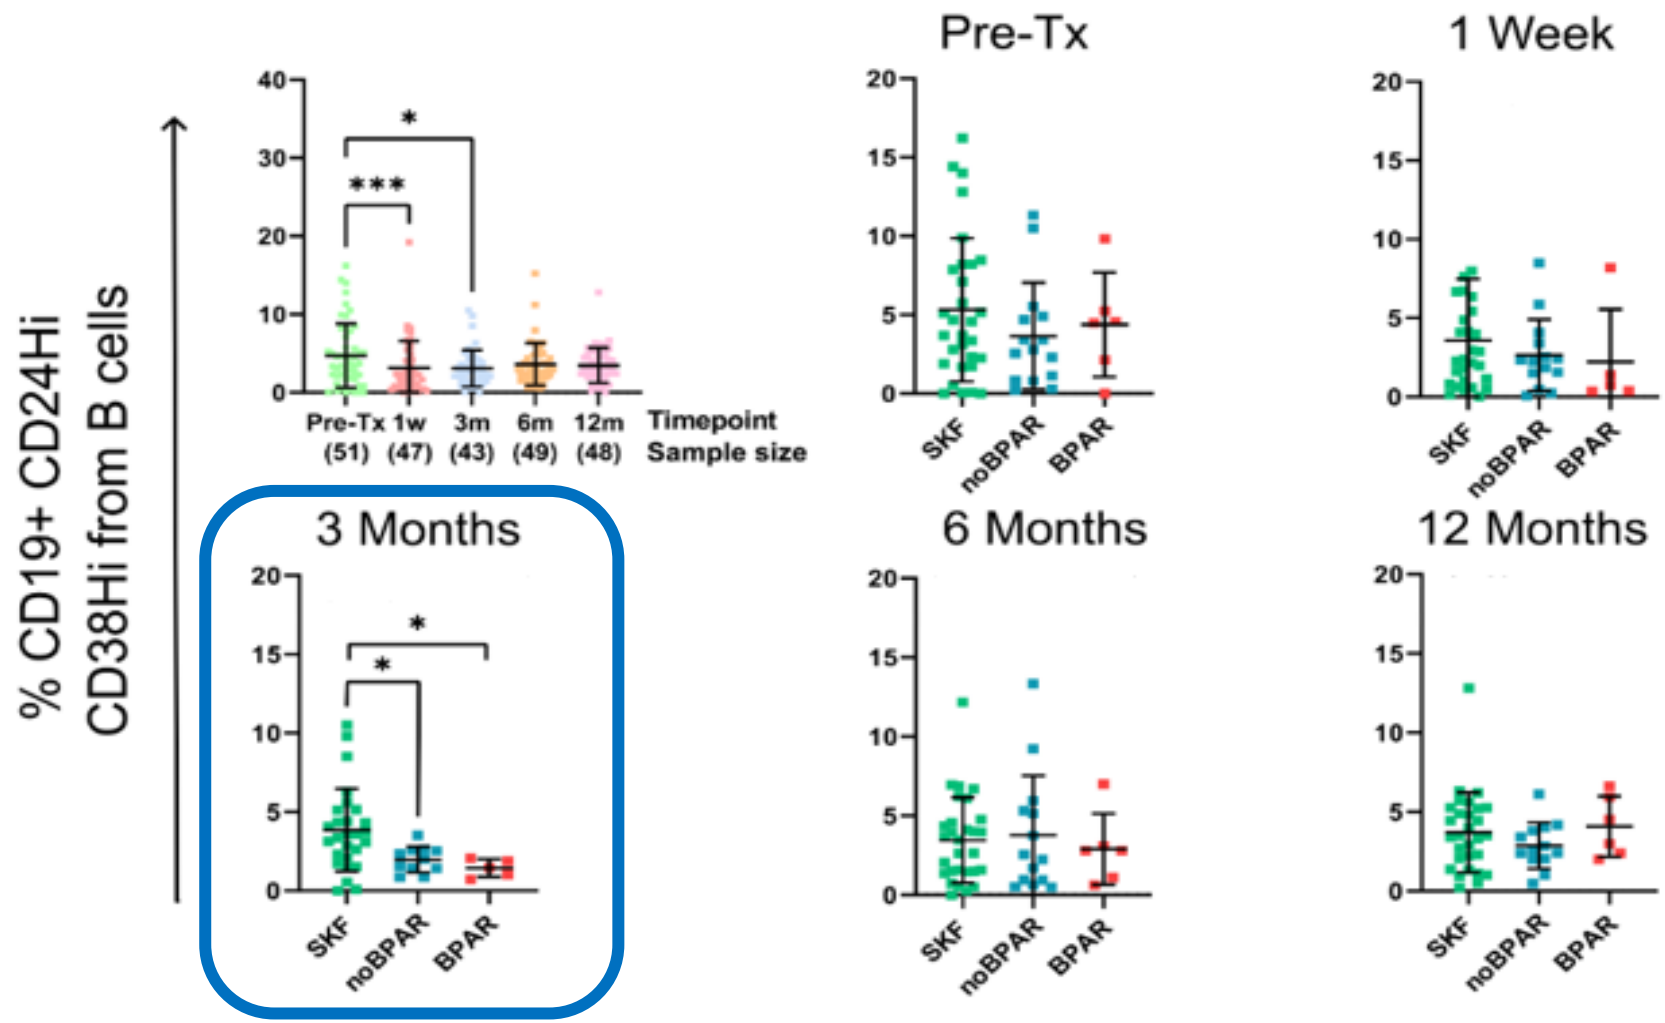 % CD19+ CD24Hi
CD38Hi from B cells
40
30
20
10
0
*
***
Pre-Tx 1w 3m 6m 12m Timepoint
(51) (47) (43) (49) (48) Sample size
Pre-Tx
20
15
10
5
0
SKF
noBPAR
BPAR
1 Week
20
15
10
5
0
SKF
noBPAR
BPAR
3 Months
20
15
10
5
0
*
*
SKF
noBPAR
BPAR
6 Months
20
15
10
5
0
SKF
noBPAR
BPAR
12 Months
20
15
10
5
0
SKF
noBPAR
BPAR